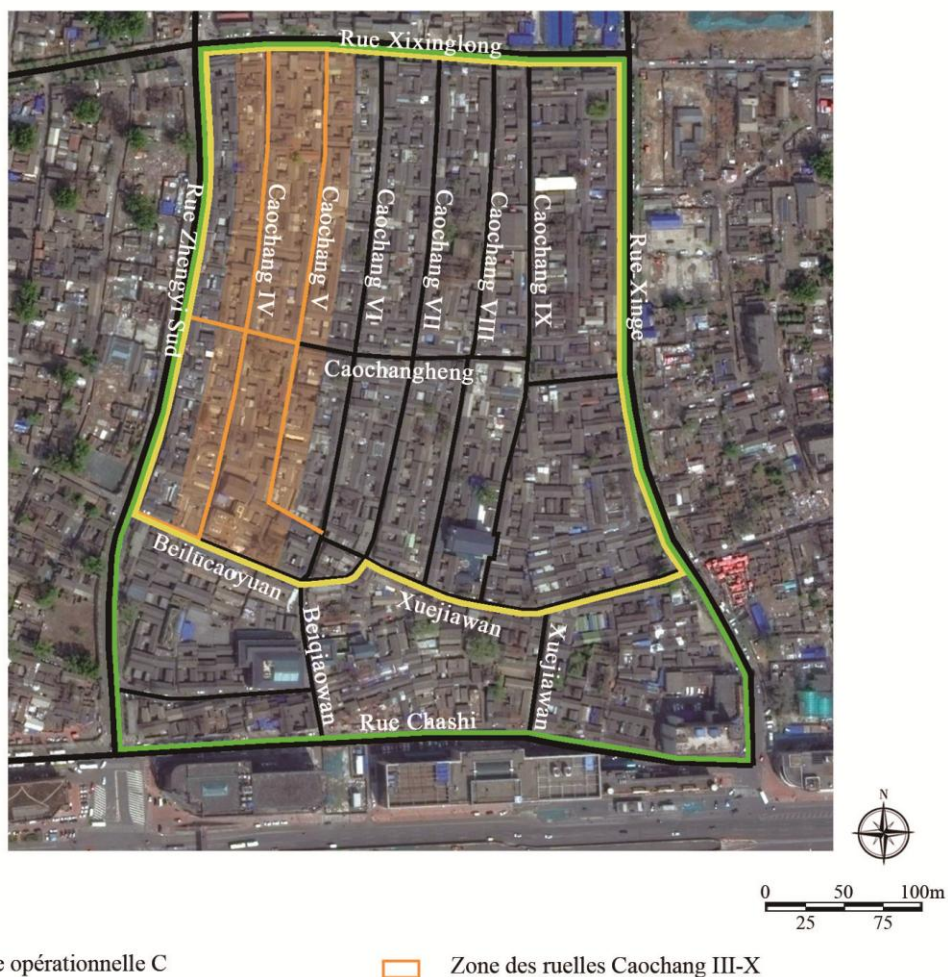 Rue Xixinglong
Rue Zhengyi Sud
Caochang IV
Caochang V
Caochang VI
Caochang VII
Caochang VIII
Caochang IX
Rue Xinge
Caochangheng
Beilucaoyuan
Beiqiaowan
Xuejiawan
Xuejiawan
Rue Chashi
N
0 50 100m
25 75
e opérationnelle C
Zone des ruelles Caochang III-X